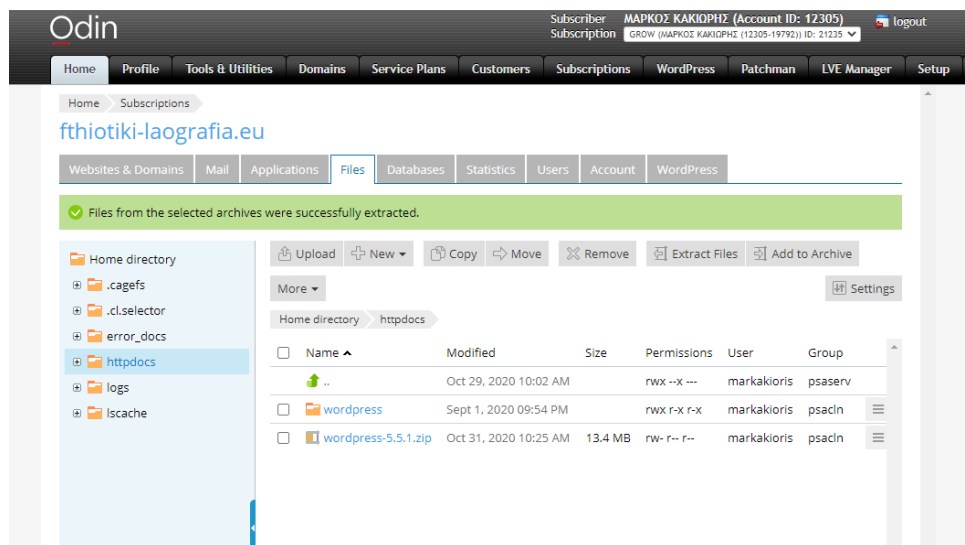 Odin
Subscriber ΜΑΡΚΟΣ ΚΑΚΙΩΡΗΣ (Account ID: 12305) logout
Subscription GROW (ΜΑΡΚΟΣ ΚΑΚΙΩΡΗΣ (12305-19792)) ID: 21235
Home Profile Tools & Utilities Domains Service Plans Customers Subscriptions WordPress Patchman LVE Manager Setup
Home Subscriptions
fthiotiki-laografia.eu
Websites & Domains Mail Applications Files Databases Statistics Users Account WordPress
Files from the selected archives were successfully extracted.
Home directory
.cagefs
.cl.selector
error_docs
httpdocs
logs
lscache
Upload New Copy Move Remove Extract Files Add to Archive
More Settings
Home directory httpdocs
Name Modified Size Permissions User Group
.. Oct 29, 2020 10:02 AM rwx --x --- markakioris psaserv
wordpress Sept 1, 2020 09:54 PM rwx r-x r-x markakioris psacln
wordpress-5.5.1.zip Oct 31, 2020 10:25 AM 13.4 MB rw- r-- r-- markakioris psacln